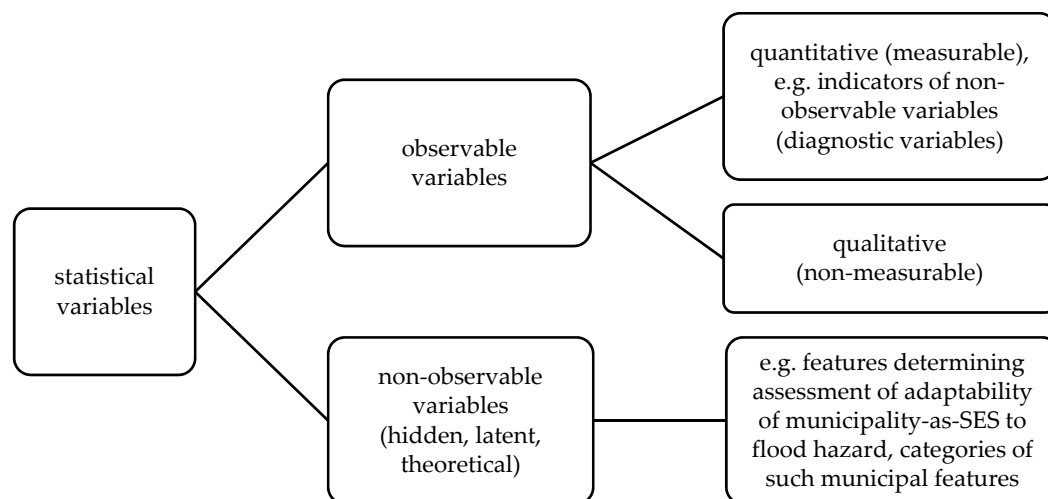 statistical
variables
observable
variables
non-observable
variables
(hidden, latent,
theoretical)
quantitative (measurable),
e.g. indicators of non-
observable variables
(diagnostic variables)
qualitative
(non-measurable)
e.g. features determining
assessment of adaptability
of municipality-as-SES to
flood hazard, categories of
such municipal features